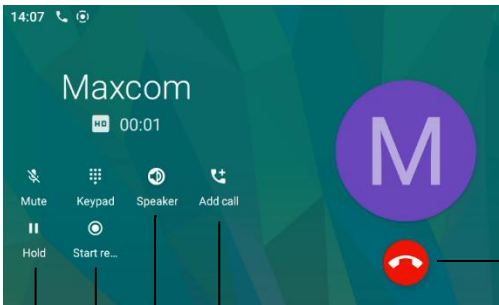 14:07
Maxcom
HD 00:01
M
Mute Keypad Speaker Add call
Hold Start re...